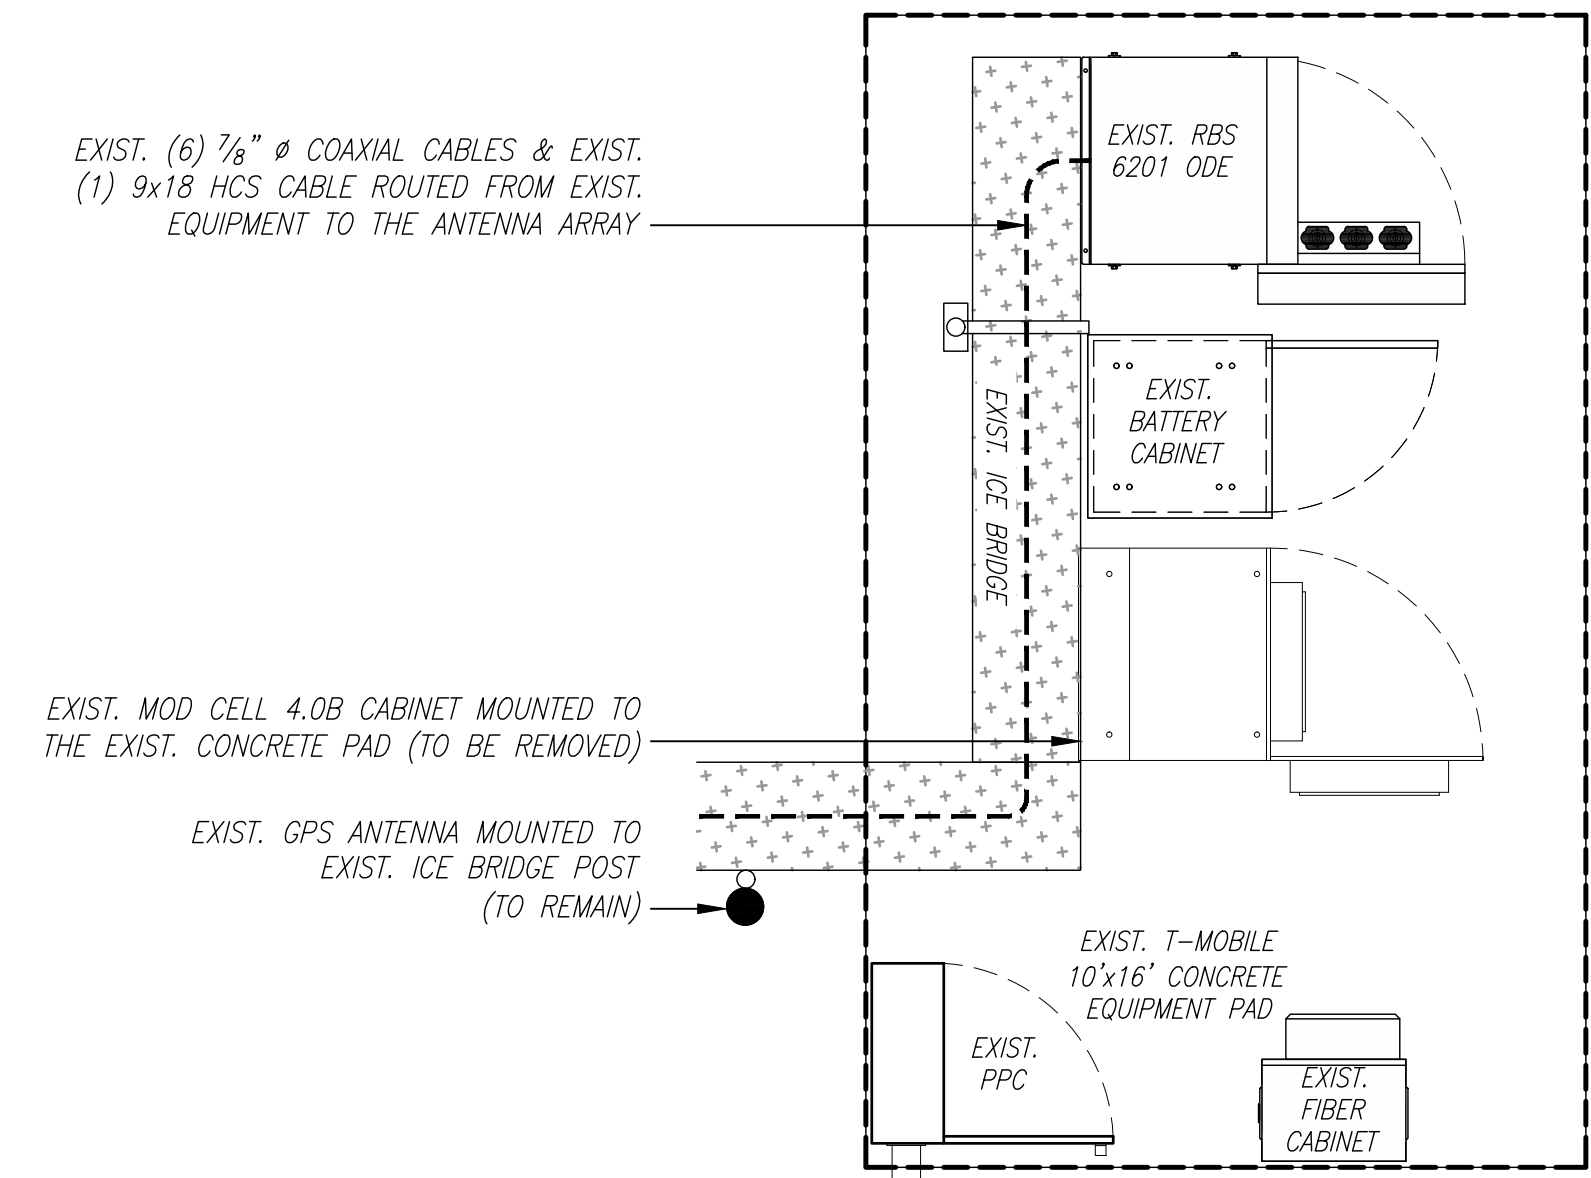 EXIST. (6) 7/8" ø COAXIAL CABLES & EXIST.
(1) 9x18 HCS CABLE ROUTED FROM EXIST.
EQUIPMENT TO THE ANTENNA ARRAY
EXIST. RBS
6201 ODE
EXIST.
BATTERY
CABINET
EXIST. ICE BRIDGE
EXIST. MOD CELL 4.0B CABINET MOUNTED TO
THE EXIST. CONCRETE PAD (TO BE REMOVED)
EXIST. GPS ANTENNA MOUNTED TO
EXIST. ICE BRIDGE POST
(TO REMAIN)
EXIST. T-MOBILE
10'x16' CONCRETE
EQUIPMENT PAD
EXIST.
PPC
EXIST.
FIBER
CABINET